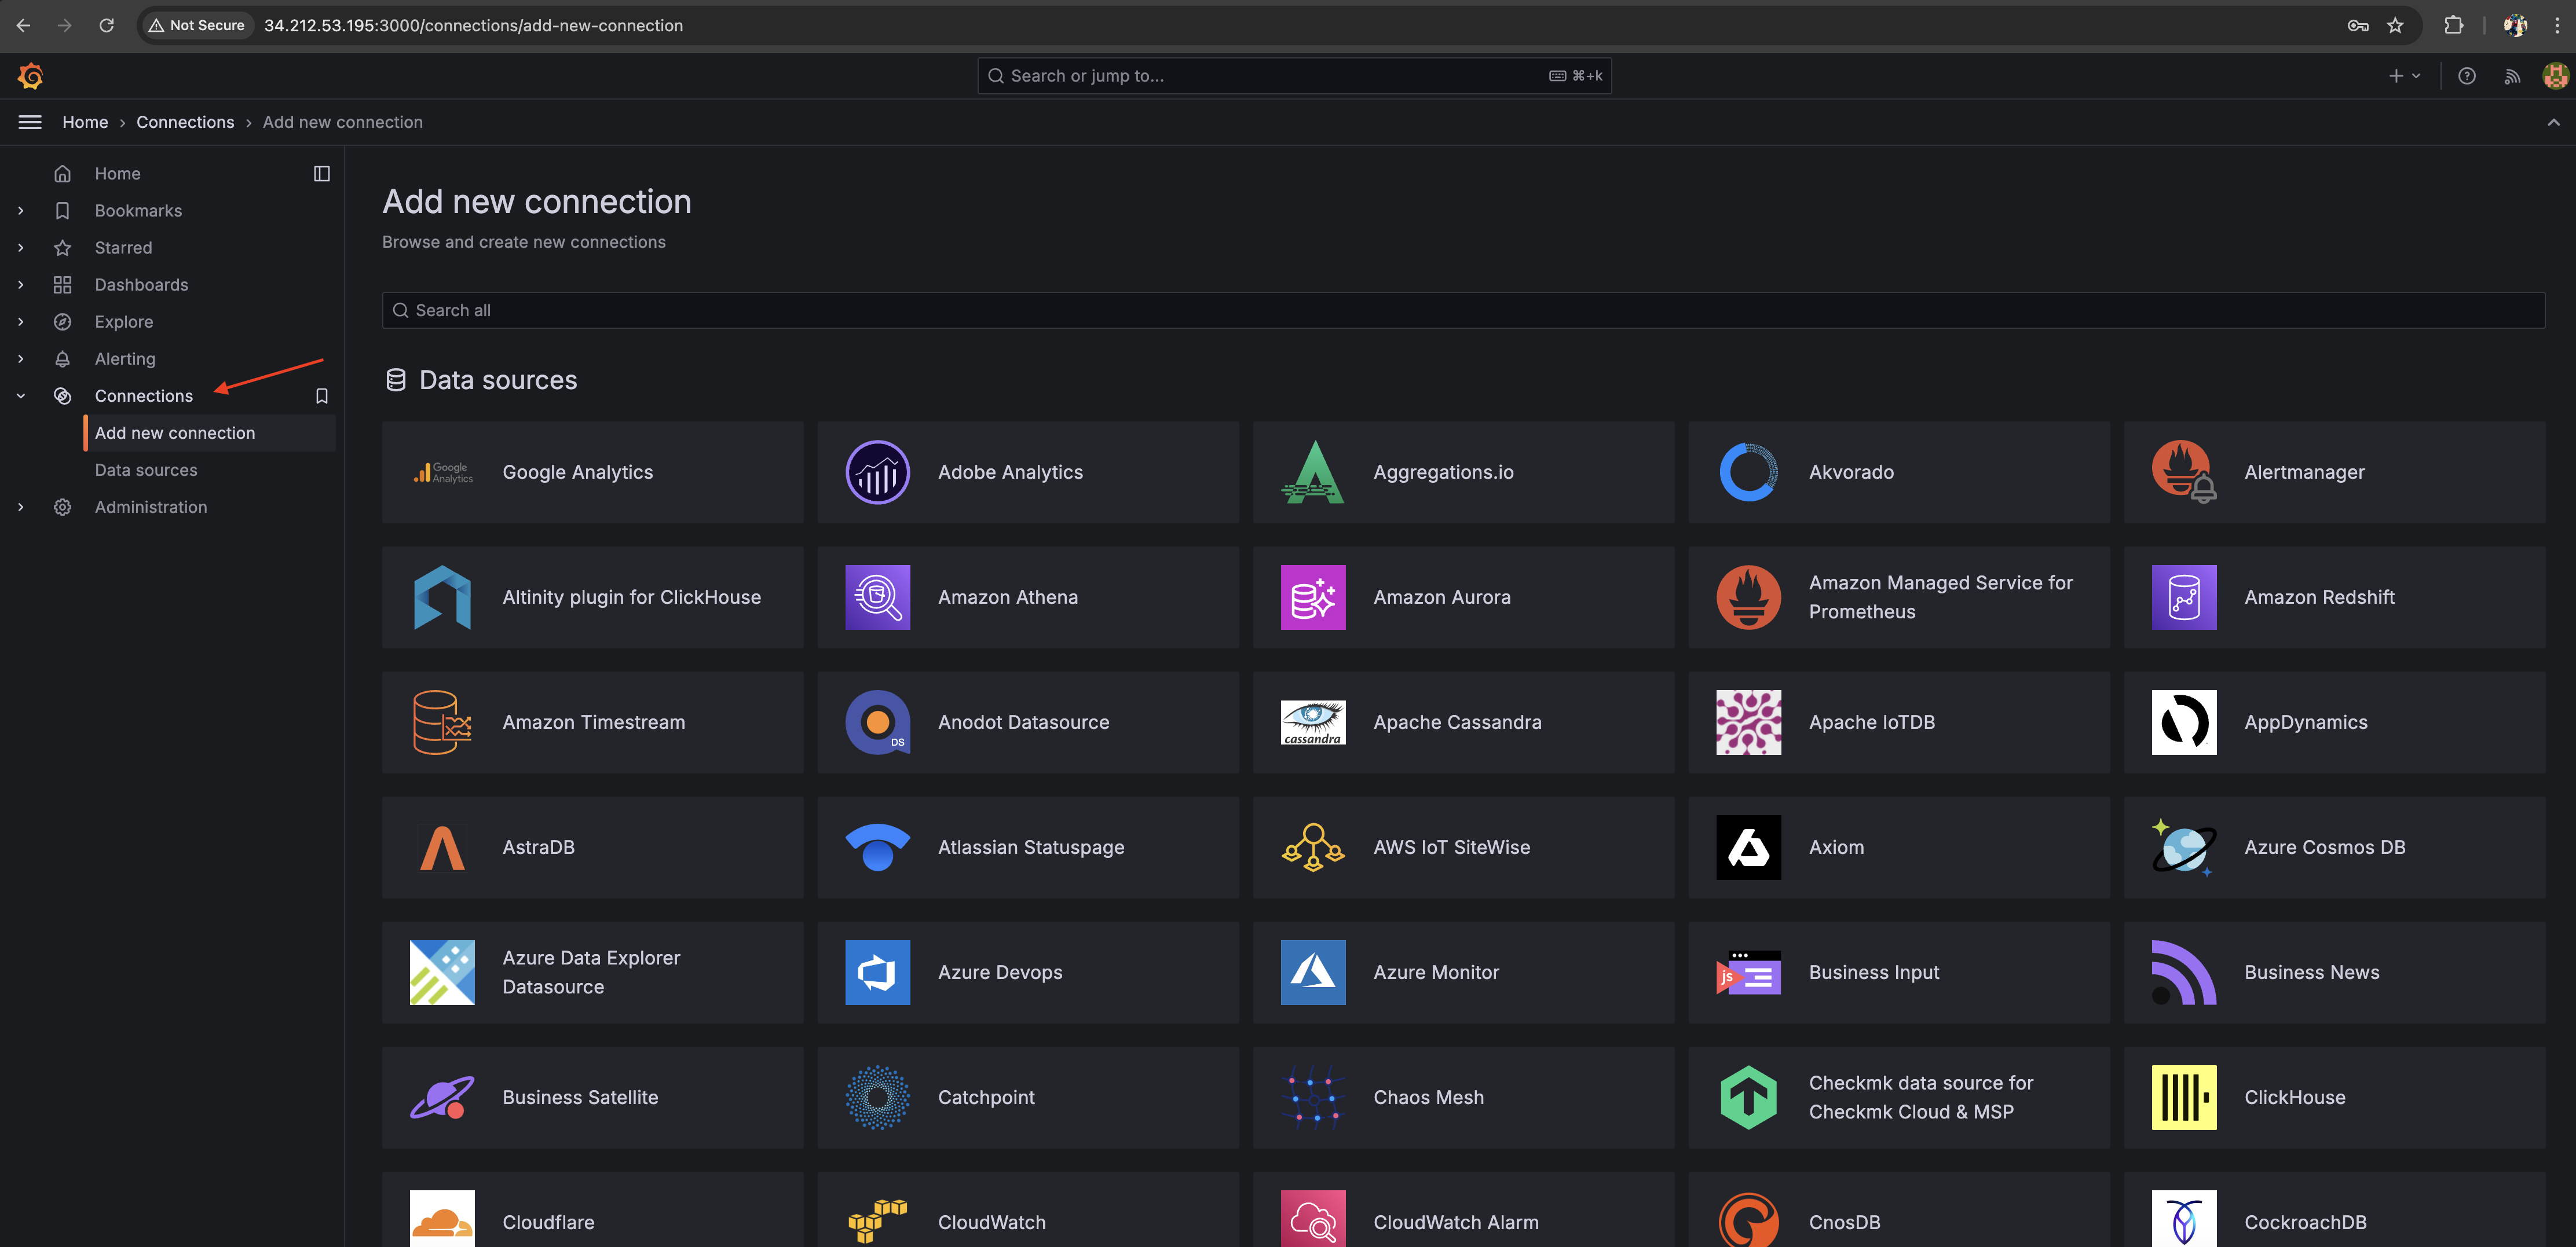 Not Secure 34.212.53.195:3000/connections/add-new-connection
Search or jump to... ⌘+k
Home › Connections › Add new connection
Home
Bookmarks
Starred
Dashboards
Explore
Alerting
Connections
Add new connection
Data sources
Administration
Add new connection
Browse and create new connections
Search all
Data sources
Google Analytics
Google Analytics
Adobe Analytics
Aggregations.io
Akvorado
Alertmanager
Altinity plugin for ClickHouse
Amazon Athena
Amazon Aurora
Amazon Managed Service for
Prometheus
Amazon Redshift
Amazon Timestream
DS
Anodot Datasource
cassandra
Apache Cassandra
Apache IoTDB
AppDynamics
AstraDB
Atlassian Statuspage
AWS IoT SiteWise
Axiom
Azure Cosmos DB
Azure Data Explorer
Datasource
Azure Devops
Azure Monitor
js
Business Input
Business News
Business Satellite
Catchpoint
Chaos Mesh
Checkmk data source for
Checkmk Cloud & MSP
ClickHouse
Cloudflare
CloudWatch
CloudWatch Alarm
CnosDB
CockroachDB